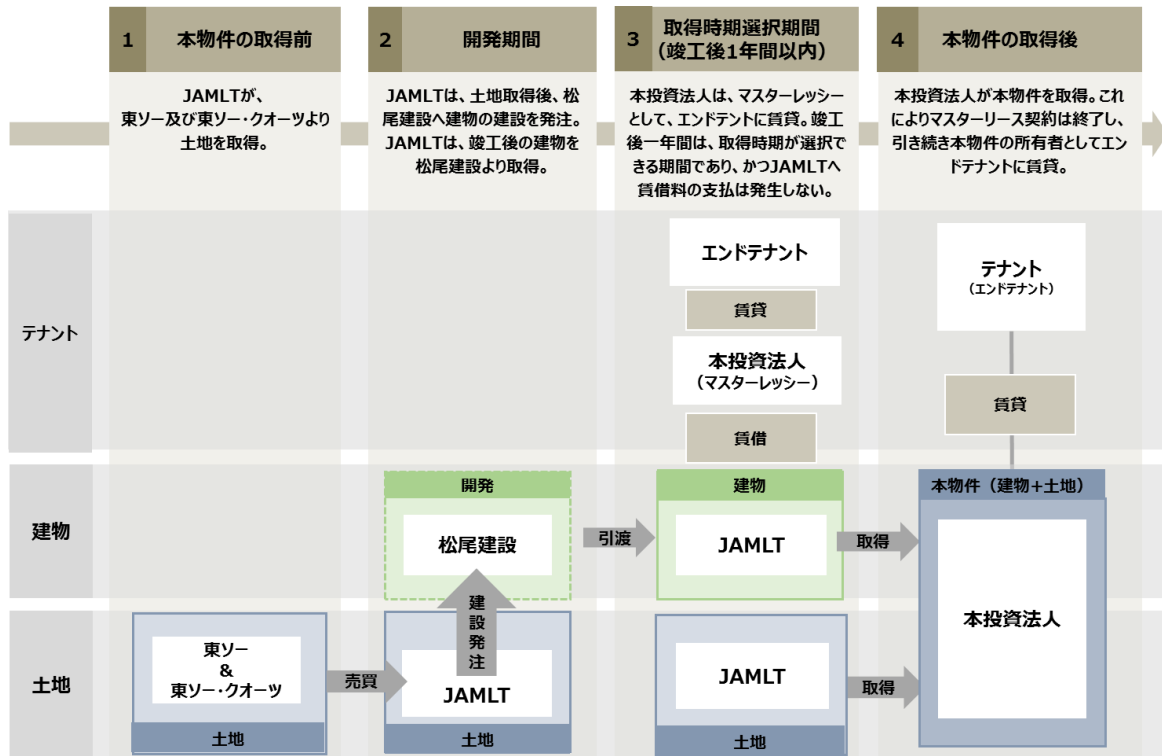 1 本物件の取得前
2 開発期間
3 取得時期選択期間
（竣工後1年間以内）
4 本物件の取得後
JAMLTが、
東ソー及び東ソー・クオーツより
土地を取得。
JAMLTは、土地取得後、松
尾建設へ建物の建設を発注。
JAMLTは、竣工後の建物を
松尾建設より取得。
本投資法人は、マスターレッシー
として、エンドテントに賃貸。竣工
後一年間は、取得時期が選択で
きる期間であり、かつJAMLTへ
賃借料の支払は発生しない。
本投資法人が本物件を取得。これ
によりマスターリース契約は終了し、
引き続き本物件の所有者としてエン
ドテナントに賃貸。
テナント
エンドテナント
賃貸
本投資法人
（マスターレッシー）
賃借
テナント
（エンドテナント）
賃貸
建物
開発
松尾建設
引渡
建物
JAMLT
取得
本物件（建物+土地）
本投資法人
土地
東ソー
&
東ソー・クオーツ
土地
売買
建設発注
JAMLT
土地
JAMLT
土地
取得